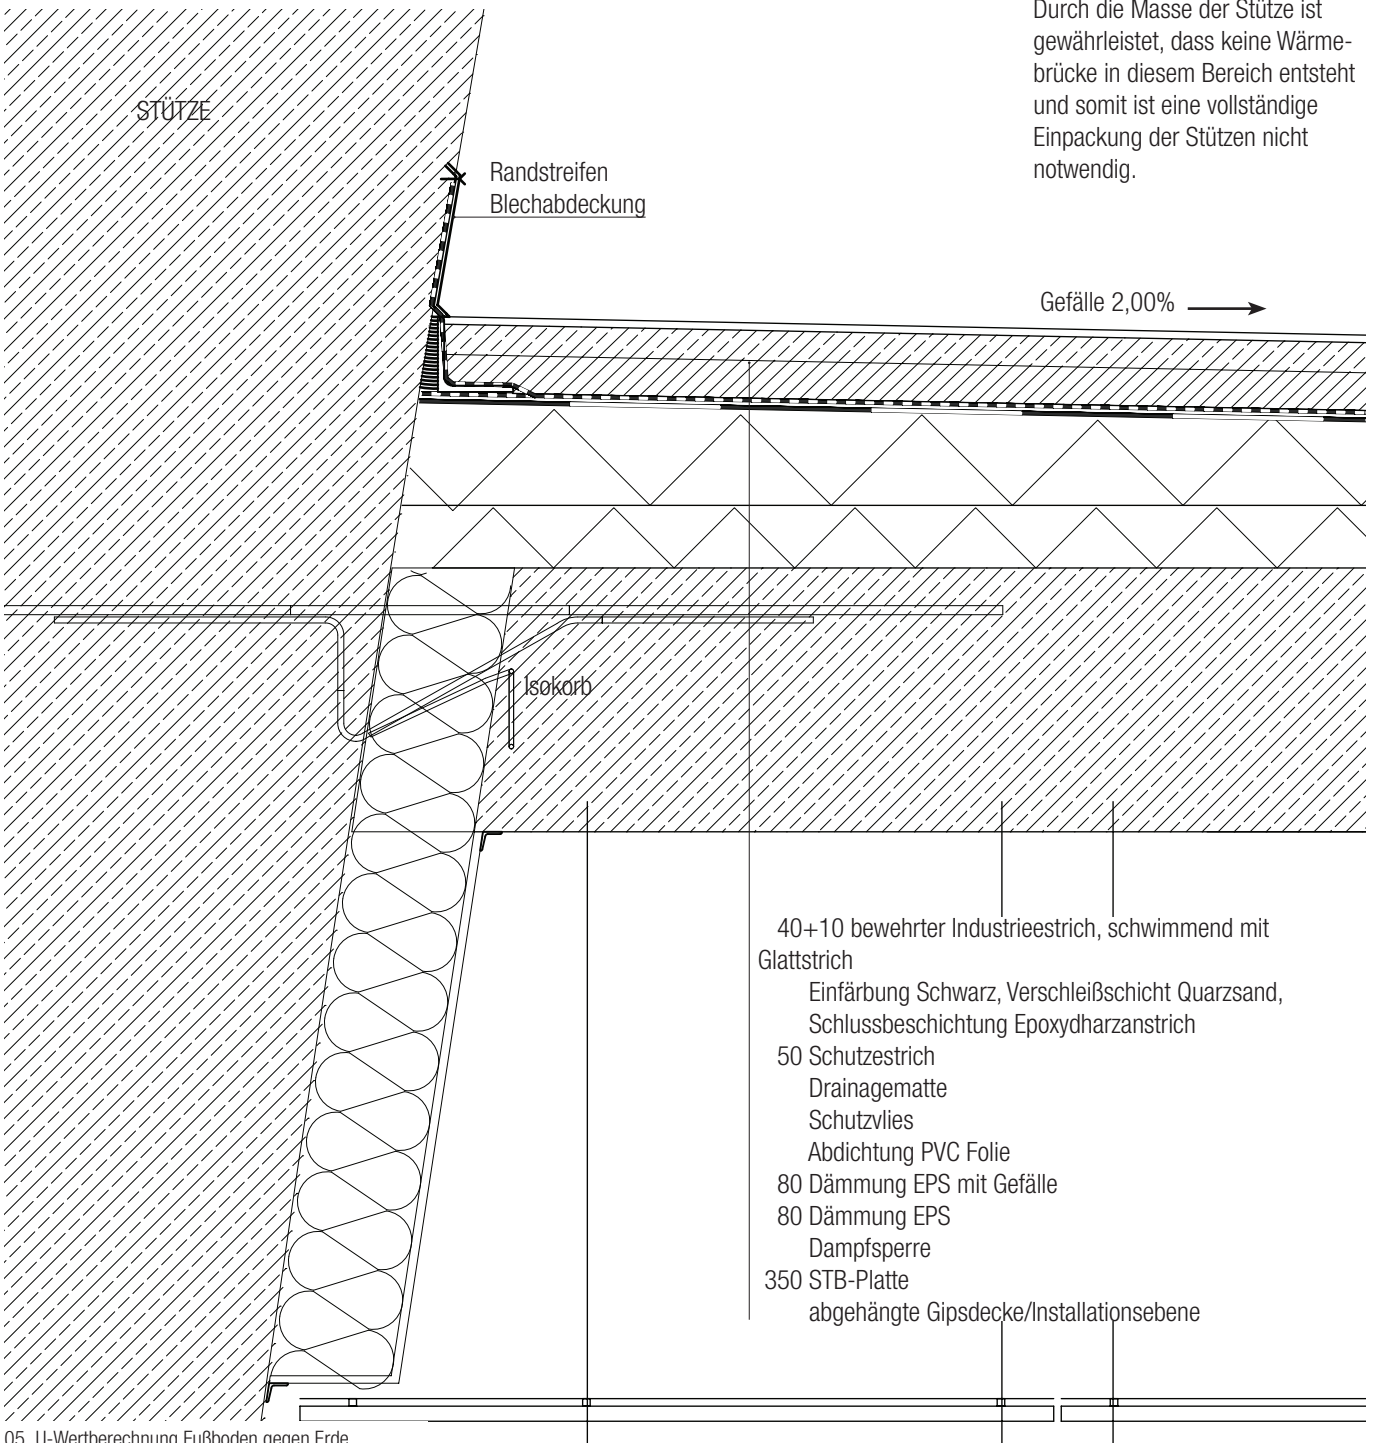 Durch die Masse der Stütze ist
gewährleistet, dass keine Wärme-
brücke in diesem Bereich entsteht
und somit ist eine vollständige
Einpackung der Stützen nicht
notwendig.
STÜTZE
Randstreifen
Blechabdeckung
Gefälle 2,00%
Isokorb
40+10 bewehrter Industrieestrich, schwimmend mit
Glattstrich
Einfärbung Schwarz, Verschleißschicht Quarzsand,
Schlussbeschichtung Epoxydharzanstrich
50 Schutzestrich
Drainagematte
Schutzvlies
Abdichtung PVC Folie
80 Dämmung EPS mit Gefälle
80 Dämmung EPS
Dampfsperre
350 STB-Platte
abgehängte Gipsdecke/Installationsebene
05 U-Wertberechnung Fußboden gegen Erde